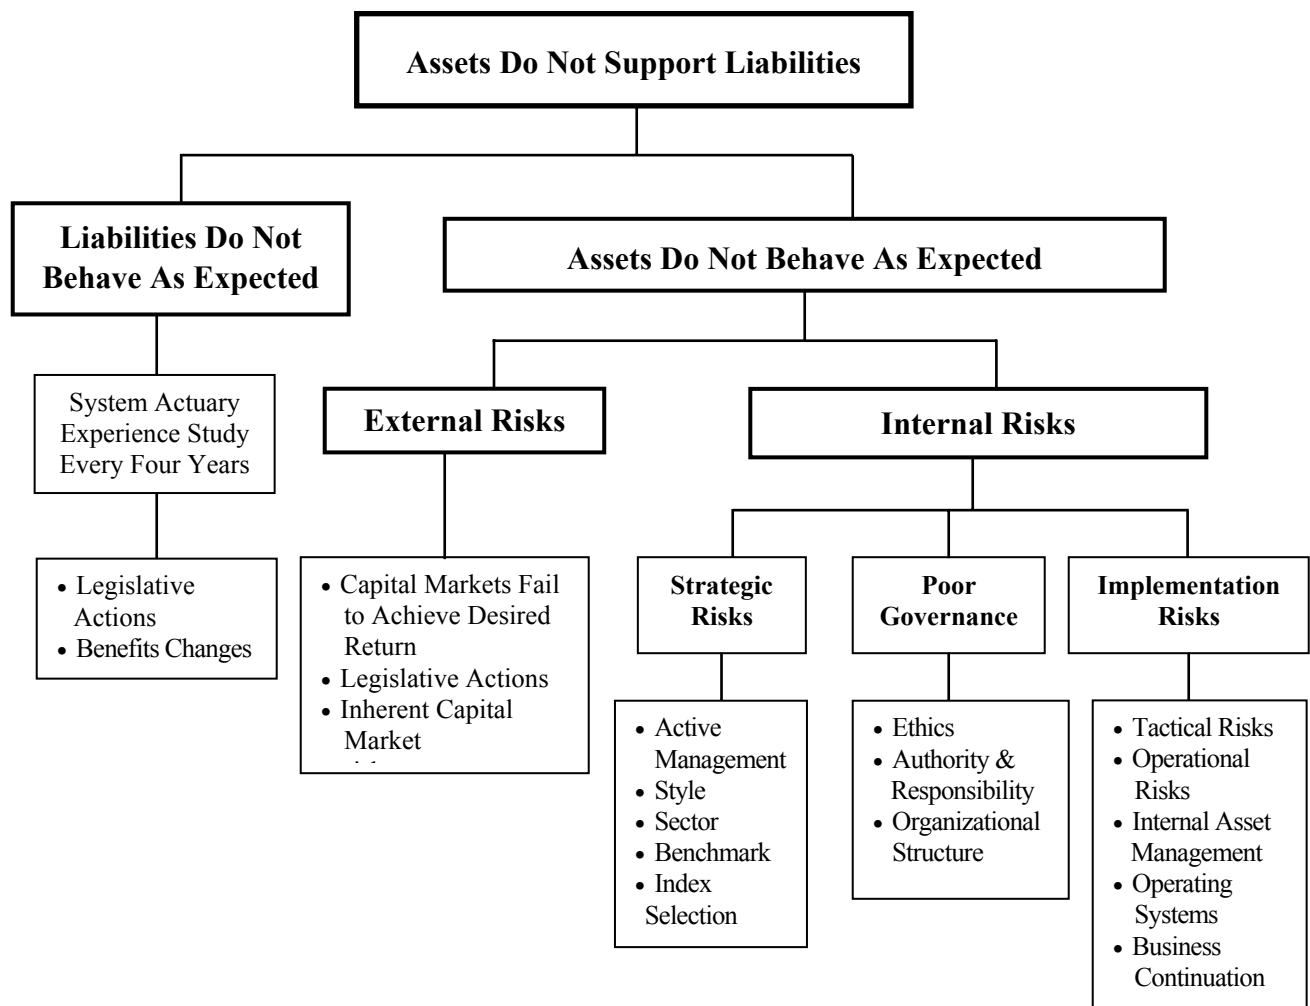 Assets Do Not Support Liabilities
Liabilities Do Not
Behave As Expected
Assets Do Not Behave As Expected
System Actuary
Experience Study
Every Four Years
External Risks
Internal Risks
• Legislative
Actions
• Benefits Changes
• Capital Markets Fail
to Achieve Desired
Return
• Legislative Actions
• Inherent Capital
Market
Strategic
Risks
Poor
Governance
Implementation
Risks
• Active
Management
• Style
• Sector
• Benchmark
• Index
Selection
• Ethics
• Authority &
Responsibility
• Organizational
Structure
• Tactical Risks
• Operational
Risks
• Internal Asset
Management
• Operating
Systems
• Business
Continuation